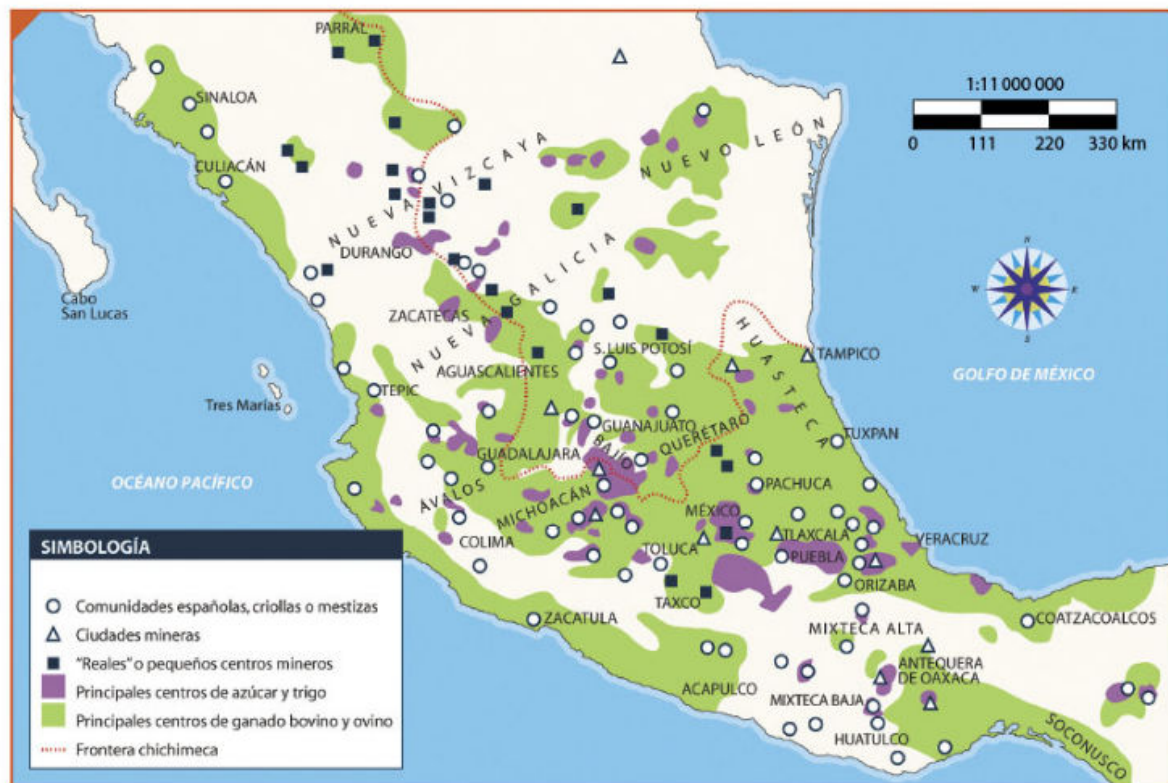 PARRAL
SINALOA
CULIACÁN
NUEVA VIZCAYA
NUEVO LEÓN
DURANGO
NUEVA GALICIA
ZACATECAS
AGUASCALIENTES
S. LUIS POTOSÍ
HUASTECA
TAMPICO
Cabo
San Lucas
Tres Marías
TEPIC
GUANAJUATO
BAJÍO
QUERÉTARO
TUXPAN
GUADALAJARA
OCÉANO PACÍFICO
GOLFO DE MÉXICO
ÁVALOS
MICHOACÁN
PACHUCA
MÉXICO
COLIMA
TOLUCA
TLAXCALA
PUEBLA
VERACRUZ
ORIZABA
TAXCO
ZACATULA
COATZACOALCOS
MIXTECA ALTA
ACAPULCO
ANTEQUERA
DE OAXACA
MIXTECA BAJA
HUATULCO
SOCONUSCO
1:11 000 000
0 111 220 330 km
N
W
E
S
SIMBOLOGÍA
Comunidades españolas, criollas o mestizas
Ciudades mineras
"Reales" o pequeños centros mineros
Principales centros de azúcar y trigo
Principales centros de ganado bovino y ovino
Frontera chichimeca